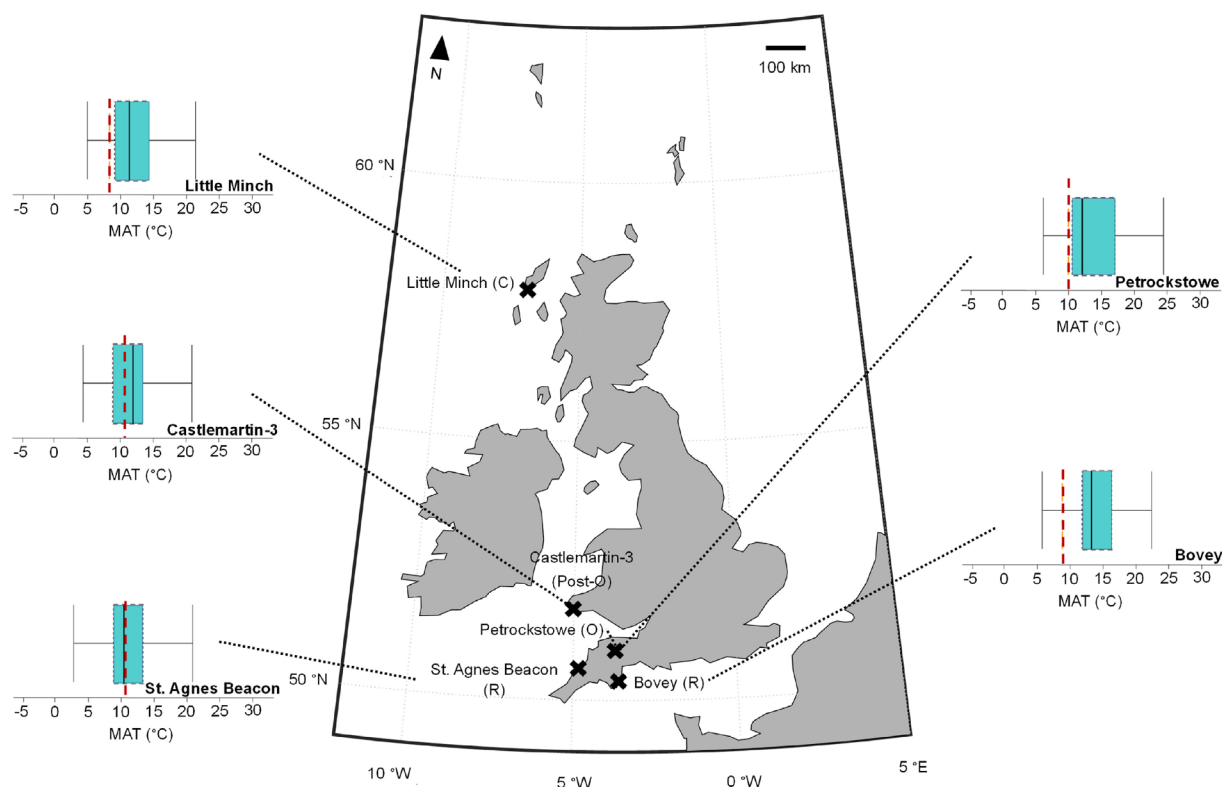 N
100 km
60 °N
55 °N
50 °N
10 °W
5 °W
0 °W
5 °E
Little Minch (C)
Castlemartin-3
(Post-O)
Petrockstowe (O)
St. Agnes Beacon
(R)
Bovey (R)
Little Minch
-5 0 5 10 15 20 25 30
MAT (°C)
Castlemartin-3
-5 0 5 10 15 20 25 30
MAT (°C)
St. Agnes Beacon
-5 0 5 10 15 20 25 30
MAT (°C)
Petrockstowe
-5 0 5 10 15 20 25 30
MAT (°C)
Bovey
-5 0 5 10 15 20 25 30
MAT (°C)